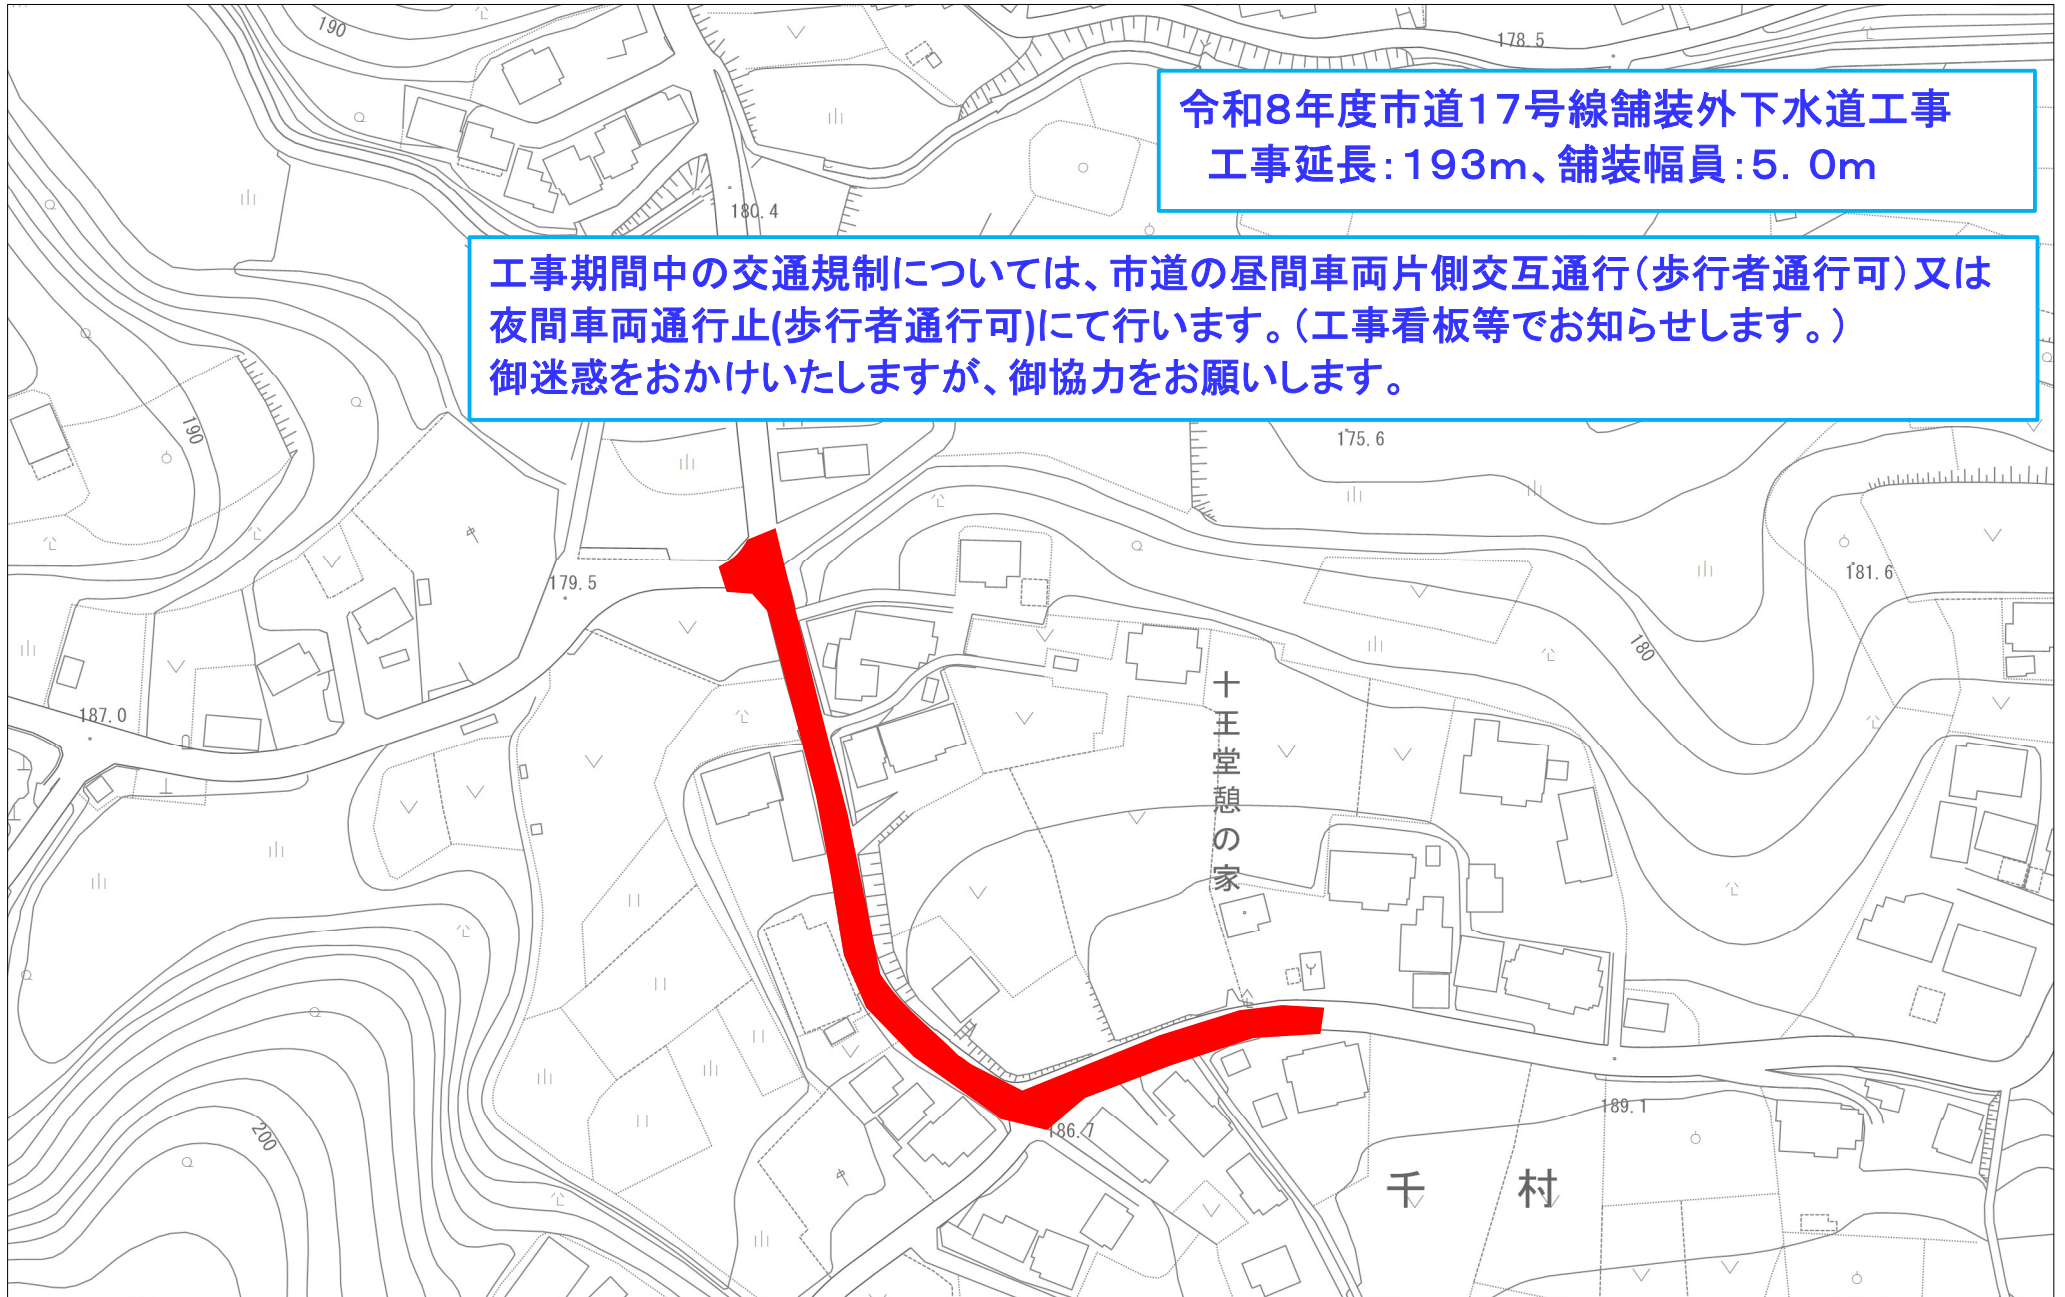 190
178.5
令和8年度市道17号線舗装外下水道工事
工事延長:193m、舗装幅員:5.0m
180.4
工事期間中の交通規制については、市道の昼間車両片側交互通行(歩行者通行可)又は
夜間車両通行止(歩行者通行可)にて行います。(工事看板等でお知らせします。)
御迷惑をおかけいたしますが、御協力をお願いします。
190
175.6
179.5
181.6
180
187.0
十王堂憩の家
186.7
189.1
200
千村